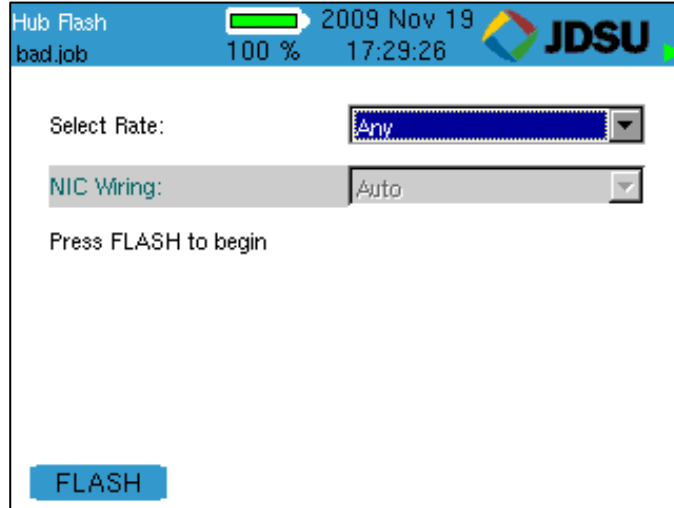 Hub Flash 2009 Nov 19 JDSU
bad.job 100 % 17:29:26
Select Rate: Any
NIC Wiring: Auto
Press FLASH to begin
FLASH